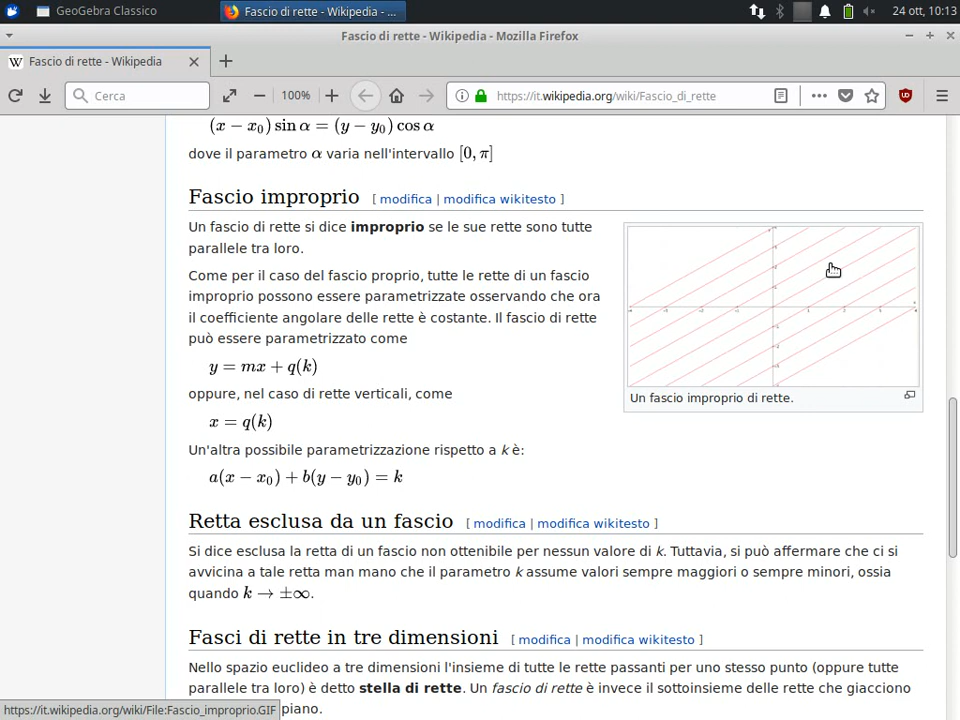 GeoGebra Classico
Fascio di rette - Wikipedia - ...
24 ott, 10:13
Fascio di rette - Wikipedia - Mozilla Firefox
W Fascio di rette - Wikipedia
Cerca
100%
https://it.wikipedia.org/wiki/Fascio_di_rette
(x − x₀) sin α = (y − y₀) cos α
dove il parametro α varia nell'intervallo [0, π]
Fascio improprio [ modifica | modifica wikitesto ]
Un fascio di rette si dice improprio se le sue rette sono tutte
parallele tra loro.
Come per il caso del fascio proprio, tutte le rette di un fascio
improprio possono essere parametrizzate osservando che ora
il coefficiente angolare delle rette è costante. Il fascio di rette
può essere parametrizzato come
y = mx + q(k)
oppure, nel caso di rette verticali, come
x = q(k)
Un'altra possibile parametrizzazione rispetto a k è:
a(x − x₀) + b(y − y₀) = k
Un fascio improprio di rette.
Retta esclusa da un fascio [ modifica | modifica wikitesto ]
Si dice esclusa la retta di un fascio non ottenibile per nessun valore di k. Tuttavia, si può affermare che ci si
avvicina a tale retta man mano che il parametro k assume valori sempre maggiori o sempre minori, ossia
quando k → ±∞.
Fasci di rette in tre dimensioni [ modifica | modifica wikitesto ]
Nello spazio euclideo a tre dimensioni l'insieme di tutte le rette passanti per uno stesso punto (oppure tutte
parallele tra loro) è detto stella di rette. Un fascio di rette è invece il sottoinsieme delle rette che giacciono
piano.
https://it.wikipedia.org/wiki/File:Fascio_improprio.GIF